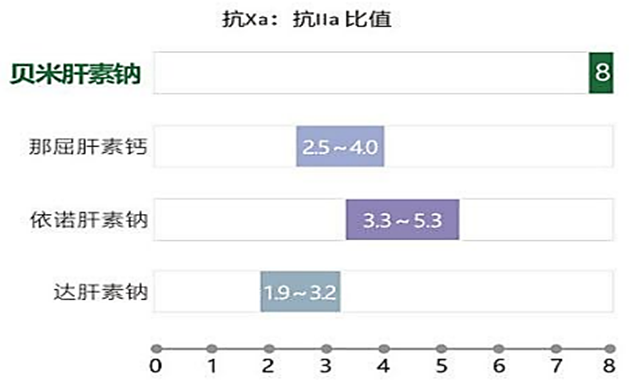 抗Xa：抗IIa 比值
贝米肝素钠 8
那屈肝素钙 2.5～4.0
依诺肝素钠 3.3～5.3
达肝素钠 1.9～3.2
0 1 2 3 4 5 6 7 8